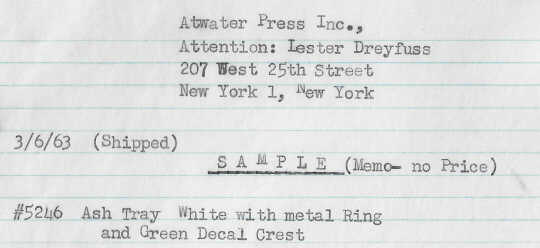 Atwater Press Inc.,
Attention: Lester Dreyfuss
207 West 25th Street
New York 1, New York
3/6/63 (Shipped)
S A M P L E (Memo- no Price)
#5246 Ash Tray White with metal Ring
and Green Decal Crest